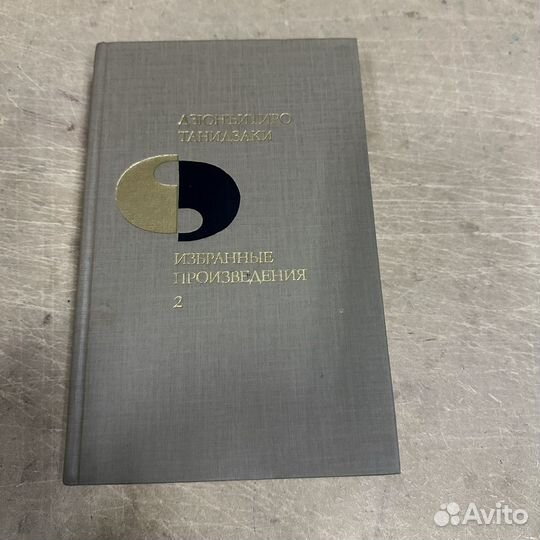 ДЗЮНЪИТИРО
ТАНИДЗАКИ
ИЗБРАННЫЕ
ПРОИЗВЕДЕНИЯ
2
Avito